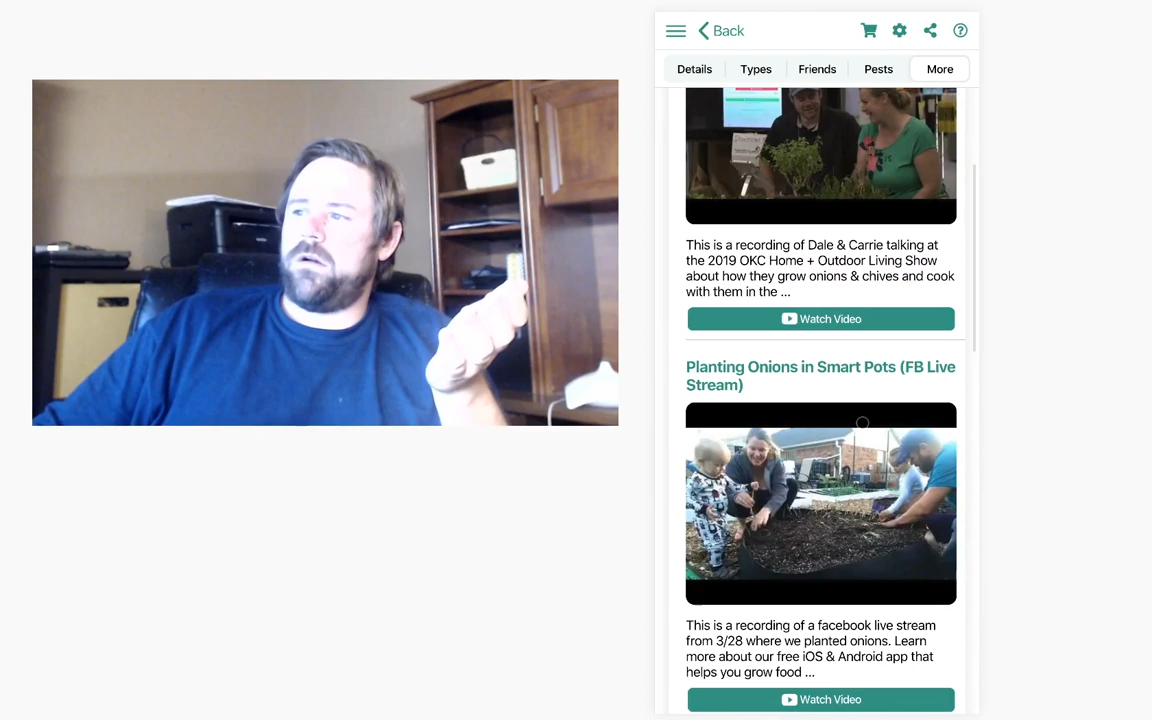 Back
Details Types Friends Pests More
This is a recording of Dale & Carrie talking at
the 2019 OKC Home + Outdoor Living Show
about how they grow onions & chives and cook
with them in the ...
Watch Video
Planting Onions in Smart Pots (FB Live
Stream)
This is a recording of a facebook live stream
from 3/28 where we planted onions. Learn
more about our free iOS & Android app that
helps you grow food ...
Watch Video